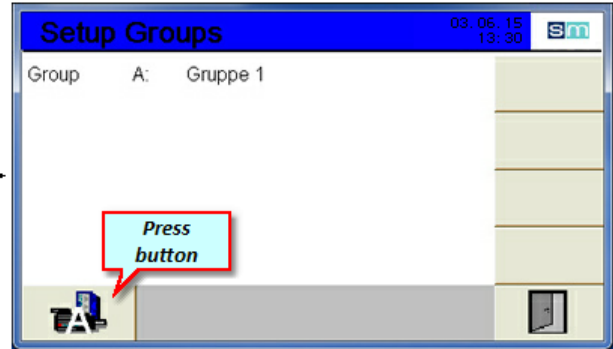 Setup Groups
03. 06. 15
13: 30
sm
Group A: Gruppe 1
Press
button
A